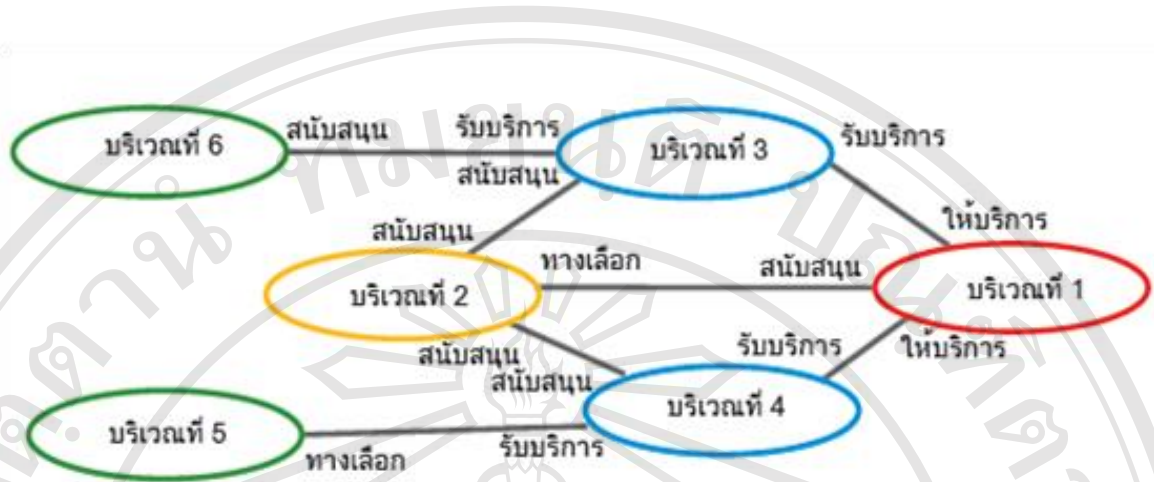 บริเวณที่ 6
สนับสนุน
รับบริการ
บริเวณที่ 3
รับบริการ
สนับสนุน
สนับสนุน
ให้บริการ
บริเวณที่ 2
ทางเลือก
สนับสนุน
บริเวณที่ 1
สนับสนุน
สนับสนุน
รับบริการ
ให้บริการ
บริเวณที่ 4
บริเวณที่ 5
ทางเลือก
รับบริการ